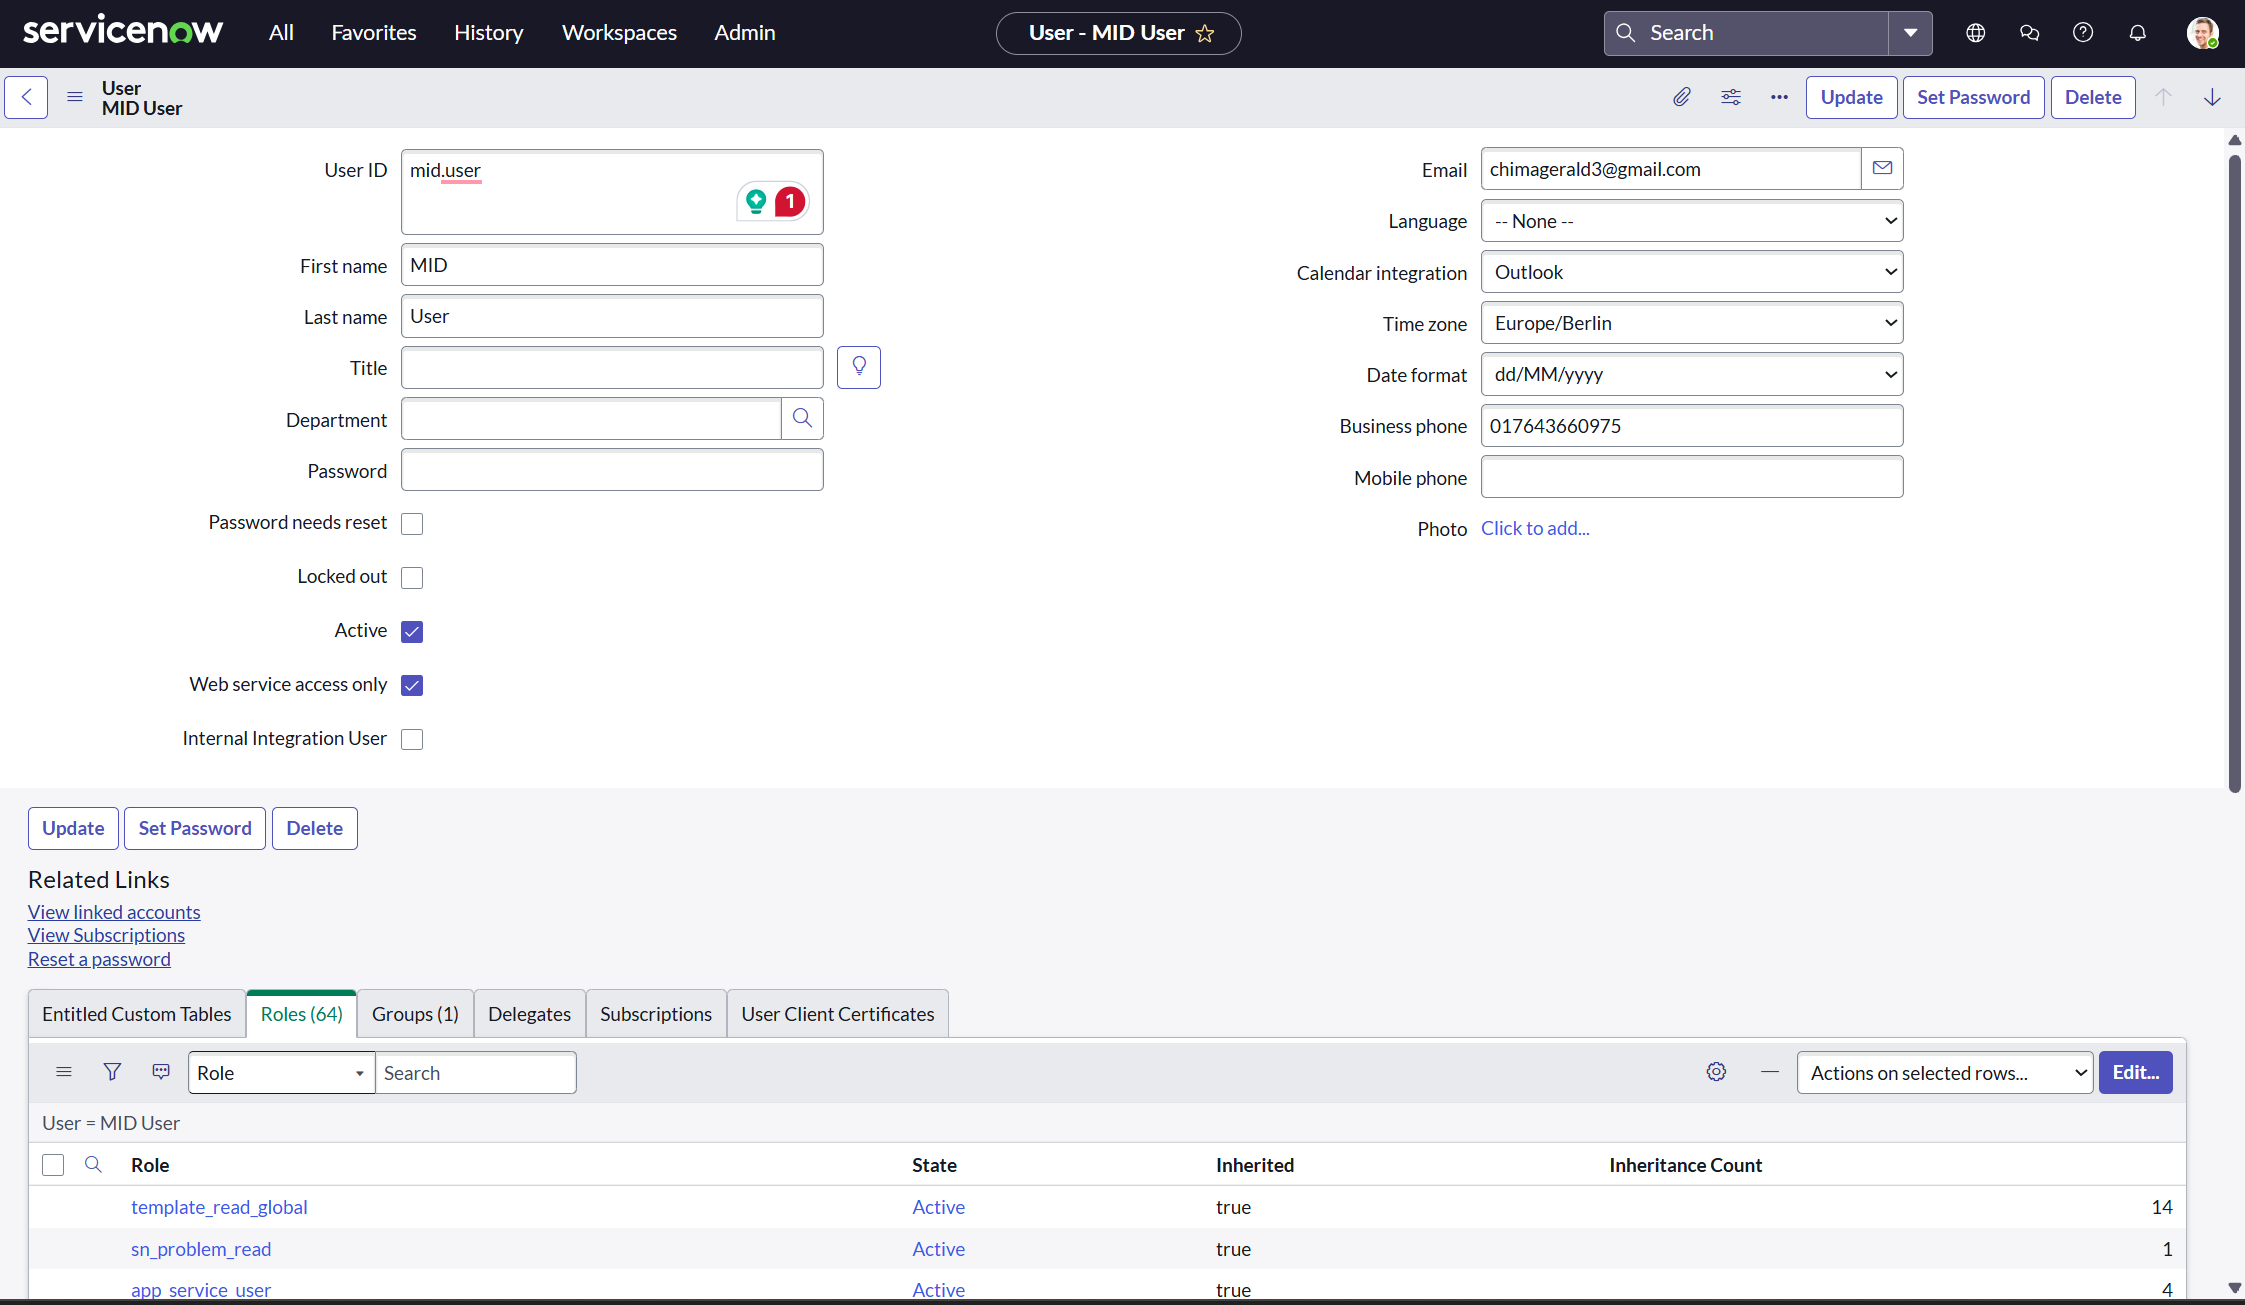 servicenow
All
Favorites
History
Workspaces
Admin
User - MID User
Search
User
MID User
Update
Set Password
Delete
User ID
mid.user
1
First name
MID
Last name
User
Title
Department
Password
Password needs reset
Locked out
Active
Web service access only
Internal Integration User
Email
chimagerald3@gmail.com
Language
-- None --
Calendar integration
Outlook
Time zone
Europe/Berlin
Date format
dd/MM/yyyy
Business phone
017643660975
Mobile phone
Photo
Click to add...
Update
Set Password
Delete
Related Links
View linked accounts
View Subscriptions
Reset a password
Entitled Custom Tables
Roles (64)
Groups (1)
Delegates
Subscriptions
User Client Certificates
Role
Search
Actions on selected rows...
Edit...
User = MID User
Role
State
Inherited
Inheritance Count
template_read_global
Active
true
14
sn_problem_read
Active
true
1
app_service_user
Active
true
4